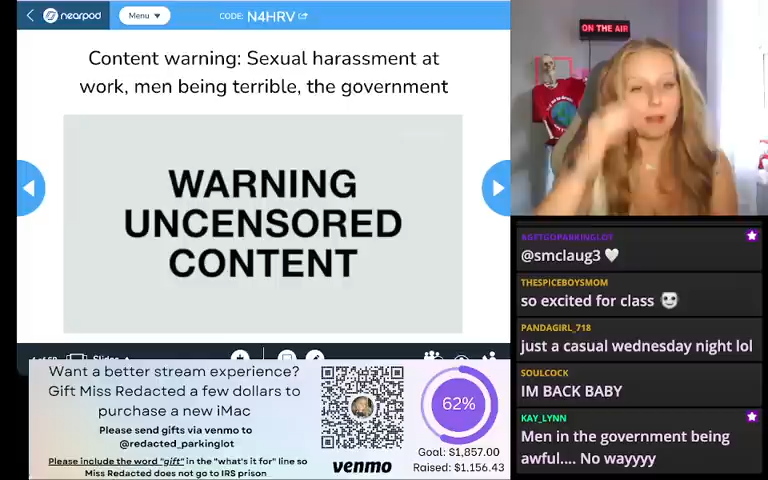 nearpod
Menu
CODE: N4HRV
Content warning: Sexual harassment at
work, men being terrible, the government
WARNING
UNCENSORED
CONTENT
Want a better stream experience?
Gift Miss Redacted a few dollars to
purchase a new iMac
Please send gifts via venmo to
@redacted_parkinglot
Please include the word "gift" in the "what's it for" line so
Miss Redacted does not go to IRS prison
venmo
62%
Goal: $1,857.00
Raised: $1,156.43
ON THE AIR
@smclaug3 🤍
THESPICEBOYSMOM
so excited for class
PANDAGIRL_718
just a casual wednesday night lol
SOULCOCK
IM BACK BABY
KAY_LYNN
Men in the government being
awful.... No wayyyy